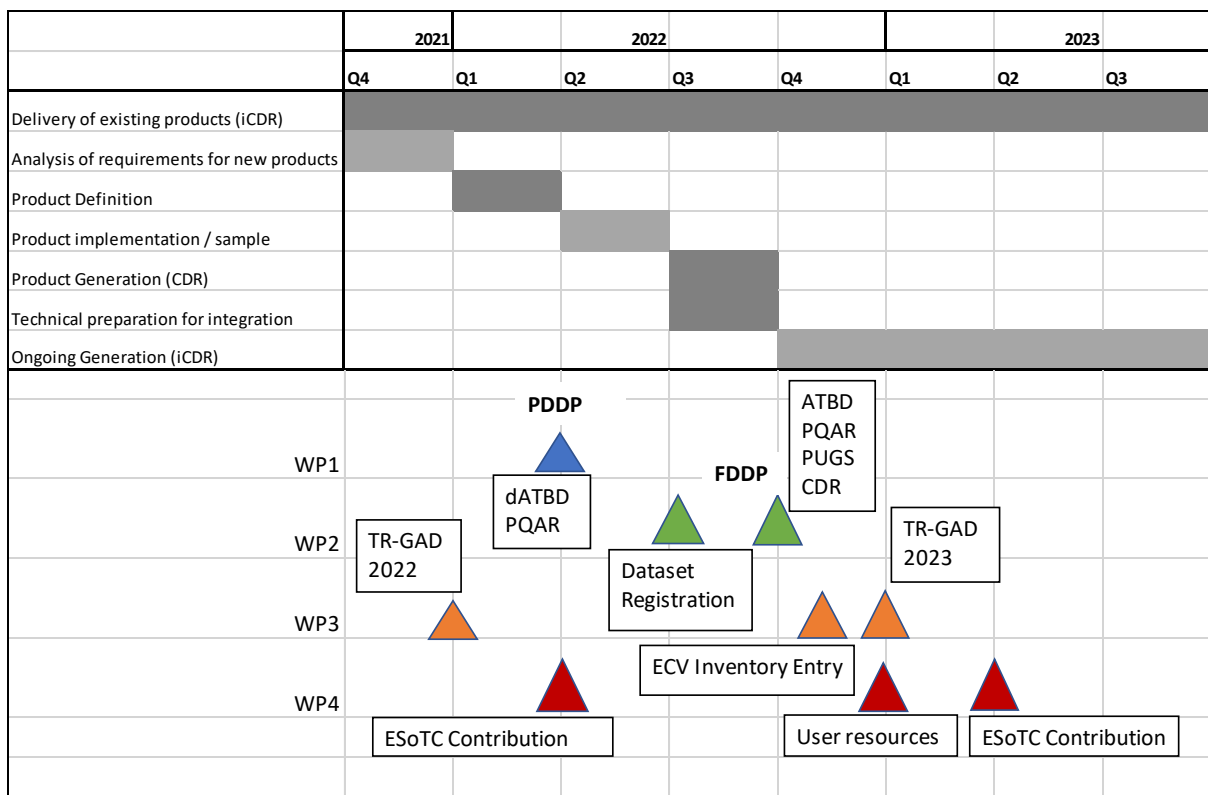 2021 2022 2023
Q4 Q1 Q2 Q3 Q4 Q1 Q2 Q3
Delivery of existing products (iCDR)
Analysis of requirements for new products
Product Definition
Product implementation / sample
Product Generation (CDR)
Technical preparation for integration
Ongoing Generation (iCDR)
PDDP
ATBD
PQAR
PUGS
CDR
WP1
FDDP
dATBD
PQAR
WP2
TR-GAD
2022
TR-GAD
2023
Dataset
Registration
WP3
ECV Inventory Entry
WP4
ESoTC Contribution
User resources
ESoTC Contribution